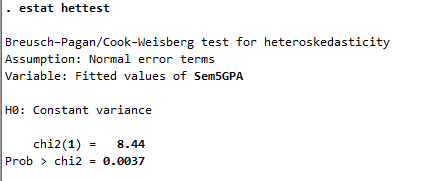 . estat hettest
Breusch–Pagan/Cook–Weisberg test for heteroskedasticity
Assumption: Normal error terms
Variable: Fitted values of Sem5GPA
H0: Constant variance
chi2(1) = 8.44
Prob > chi2 = 0.0037